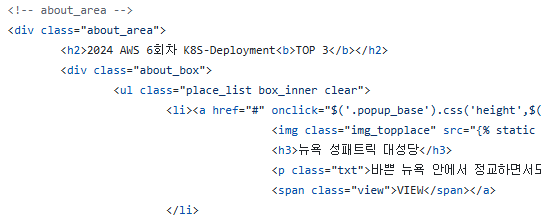 <!-- about_area -->
<div class="about_area">
<h2>2024 AWS 6회차 K8S-Deployment<b>TOP 3</b></h2>
<div class="about_box">
<ul class="place_list box_inner clear">
<li><a href="#" onclick="$('.popup_base').css('height',$(
<img class="img_topplace" src="{% static
<h3>뉴욕 성패트릭 대성당</h3>
<p class="txt">바쁜 뉴욕 안에서 정교하면서도
<span class="view">VIEW</span></a>
</li>